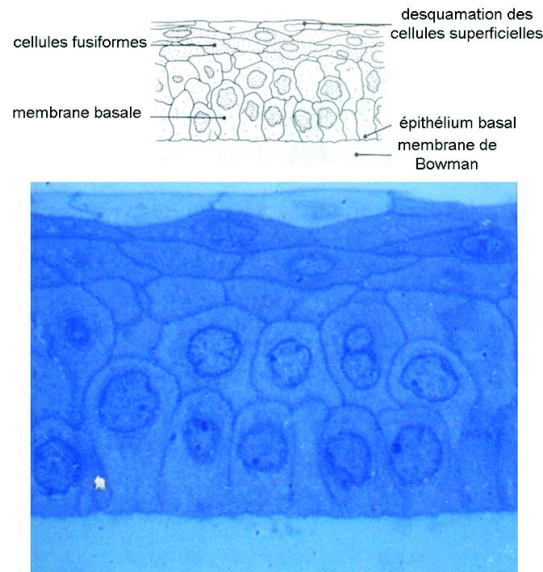 desquamation des
cellules superficielles
cellules fusiformes
membrane basale
épithélium basal
membrane de
Bowman